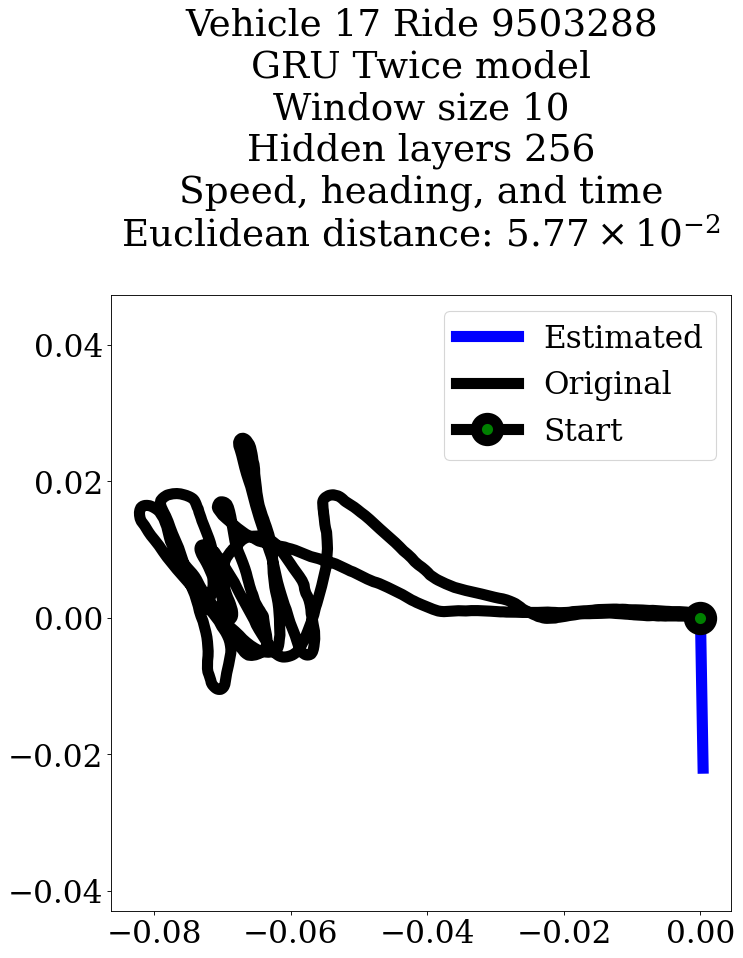 Vehicle 17 Ride 9503288
GRU Twice model
Window size 10
Hidden layers 256
Speed, heading, and time
Euclidean distance: 5.77 × 10⁻²
0.04
0.02
0.00
−0.02
−0.04
Estimated
Original
Start
−0.08
−0.06
−0.04
−0.02
0.00